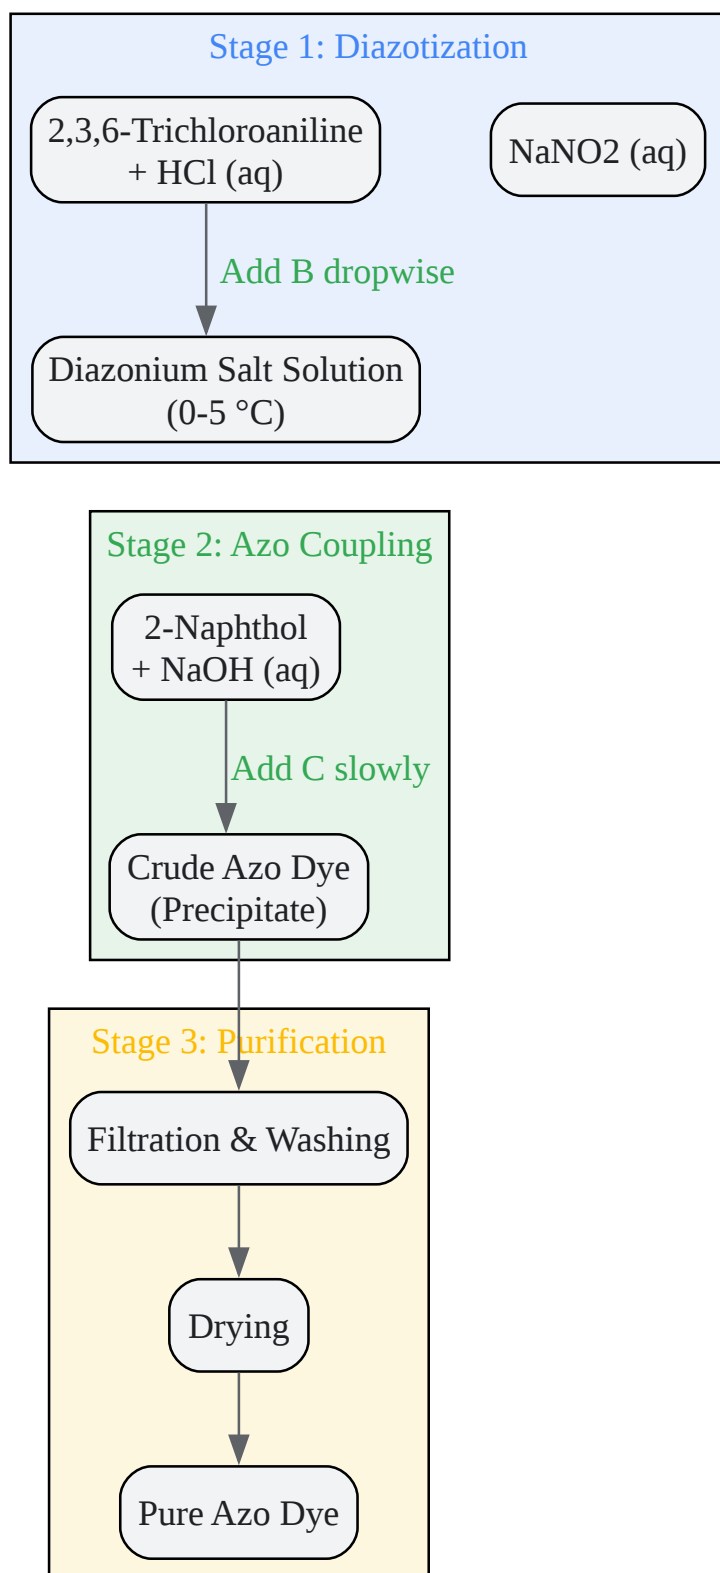 Stage 1: Diazotization
2,3,6-Trichloroaniline
+ HCl (aq)
NaNO2 (aq)
Add B dropwise
Diazonium Salt Solution
(0-5 °C)
Stage 2: Azo Coupling
2-Naphthol
+ NaOH (aq)
Add C slowly
Crude Azo Dye
(Precipitate)
Stage 3: Purification
Filtration & Washing
Drying
Pure Azo Dye